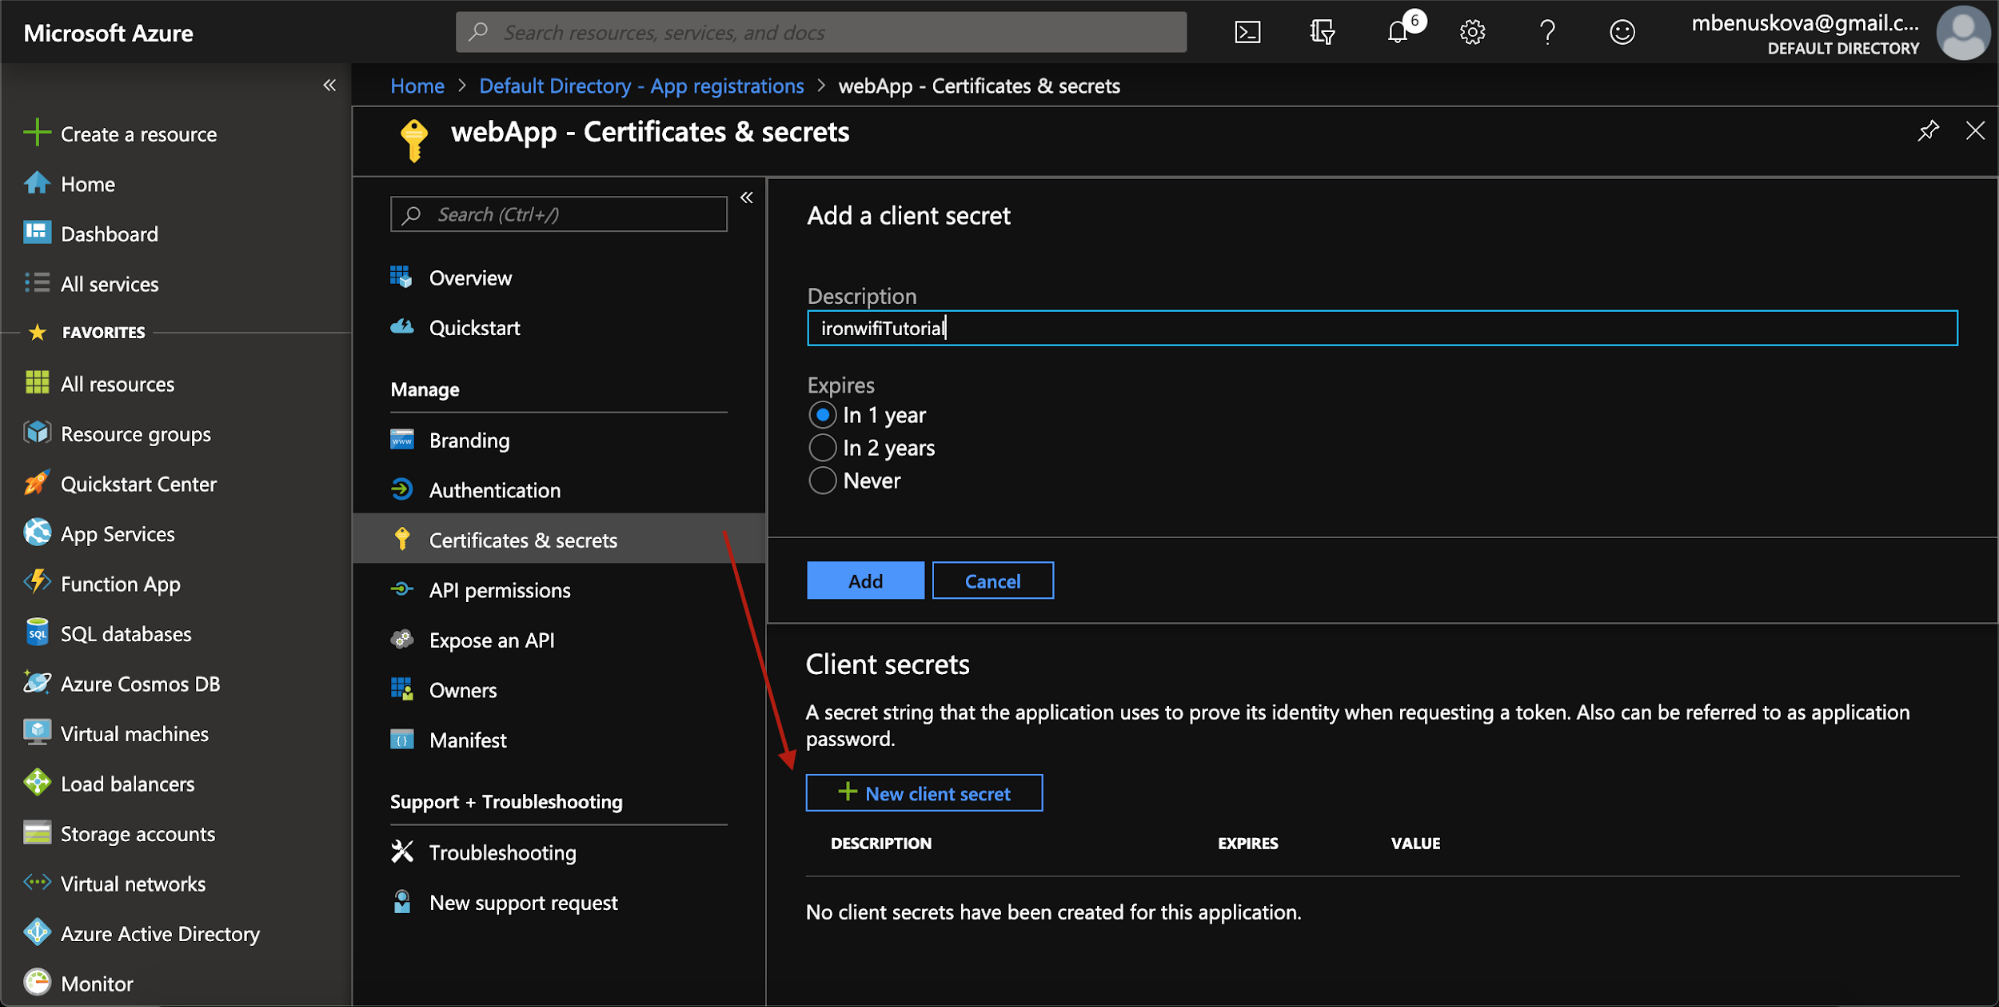 Microsoft Azure
Search resources, services, and docs
6
mbenuskova@gmail.c...
DEFAULT DIRECTORY
«
Create a resource
Home
Dashboard
All services
FAVORITES
All resources
Resource groups
Quickstart Center
App Services
Function App
SQL databases
Azure Cosmos DB
Virtual machines
Load balancers
Storage accounts
Virtual networks
Azure Active Directory
Monitor
Home > Default Directory - App registrations > webApp - Certificates & secrets
webApp - Certificates & secrets
Search (Ctrl+/)
«
Overview
Quickstart
Manage
Branding
Authentication
Certificates & secrets
API permissions
Expose an API
Owners
Manifest
Support + Troubleshooting
Troubleshooting
New support request
Add a client secret
Description
ironwifiTutorial
Expires
In 1 year
In 2 years
Never
Add
Cancel
Client secrets
A secret string that the application uses to prove its identity when requesting a token. Also can be referred to as application
password.
New client secret
DESCRIPTION EXPIRES VALUE
No client secrets have been created for this application.